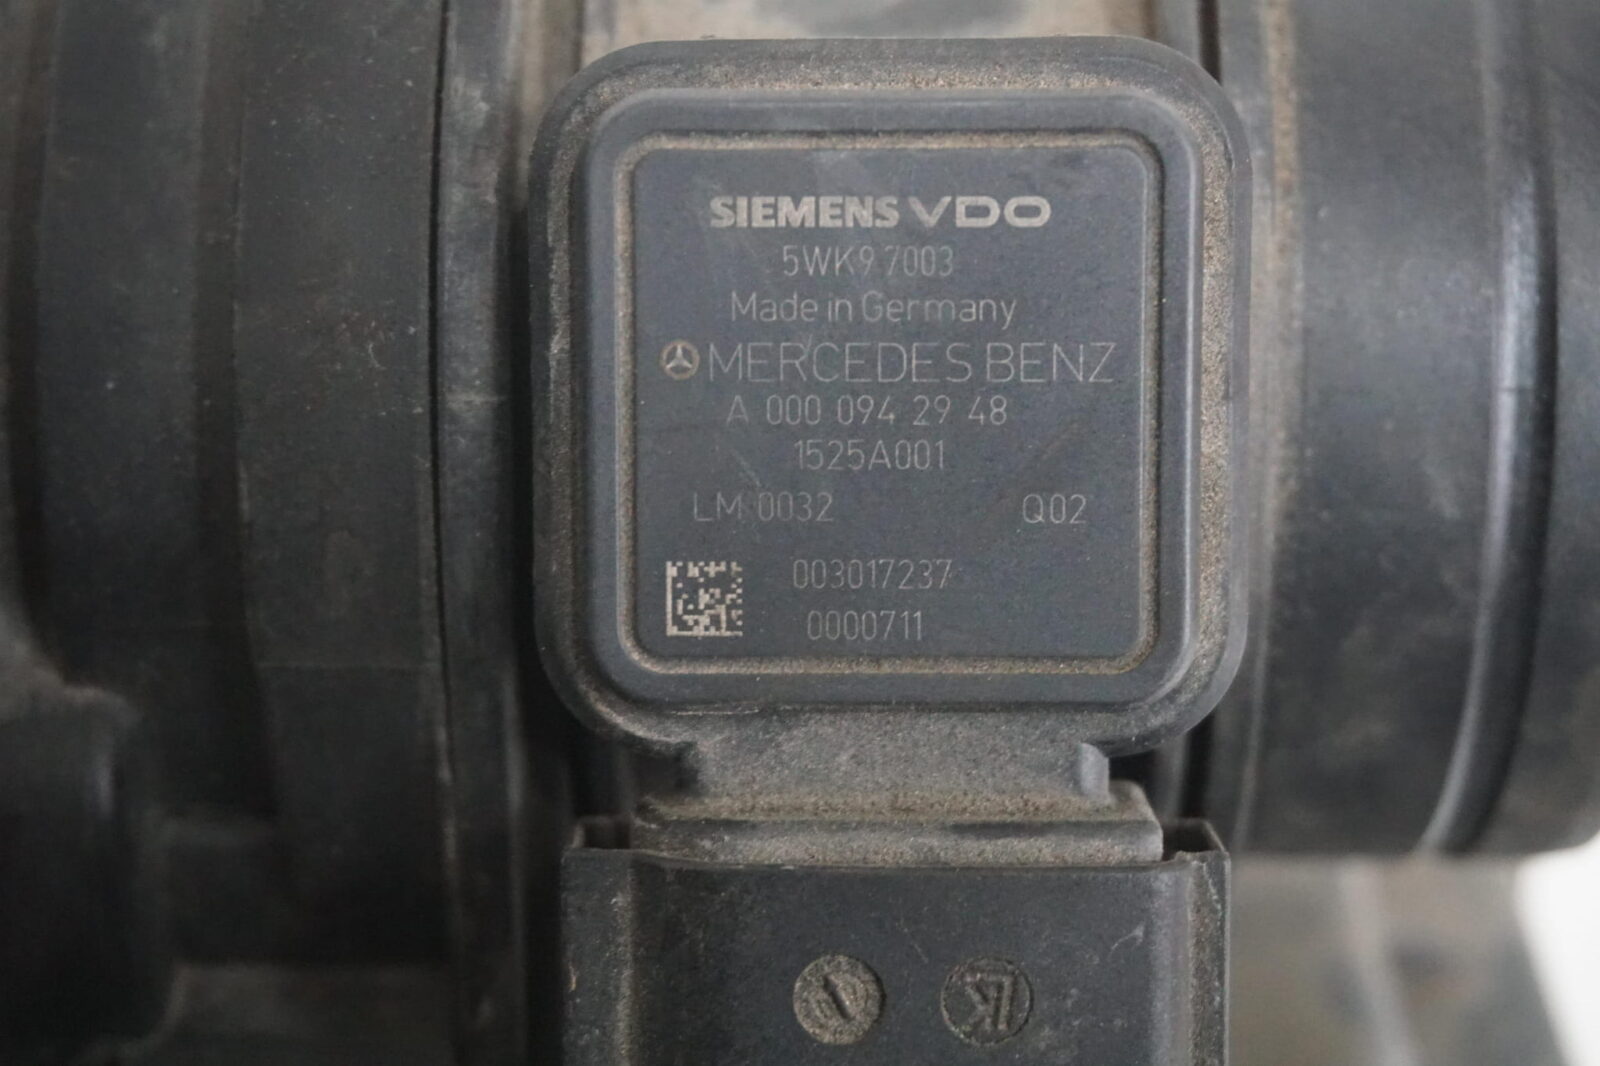 SIEMENS VDO
5WK9 7003
Made in Germany
MERCEDES BENZ
A 000 094 29 48
1525A001
LM 0032 Q02
003017237
0000711